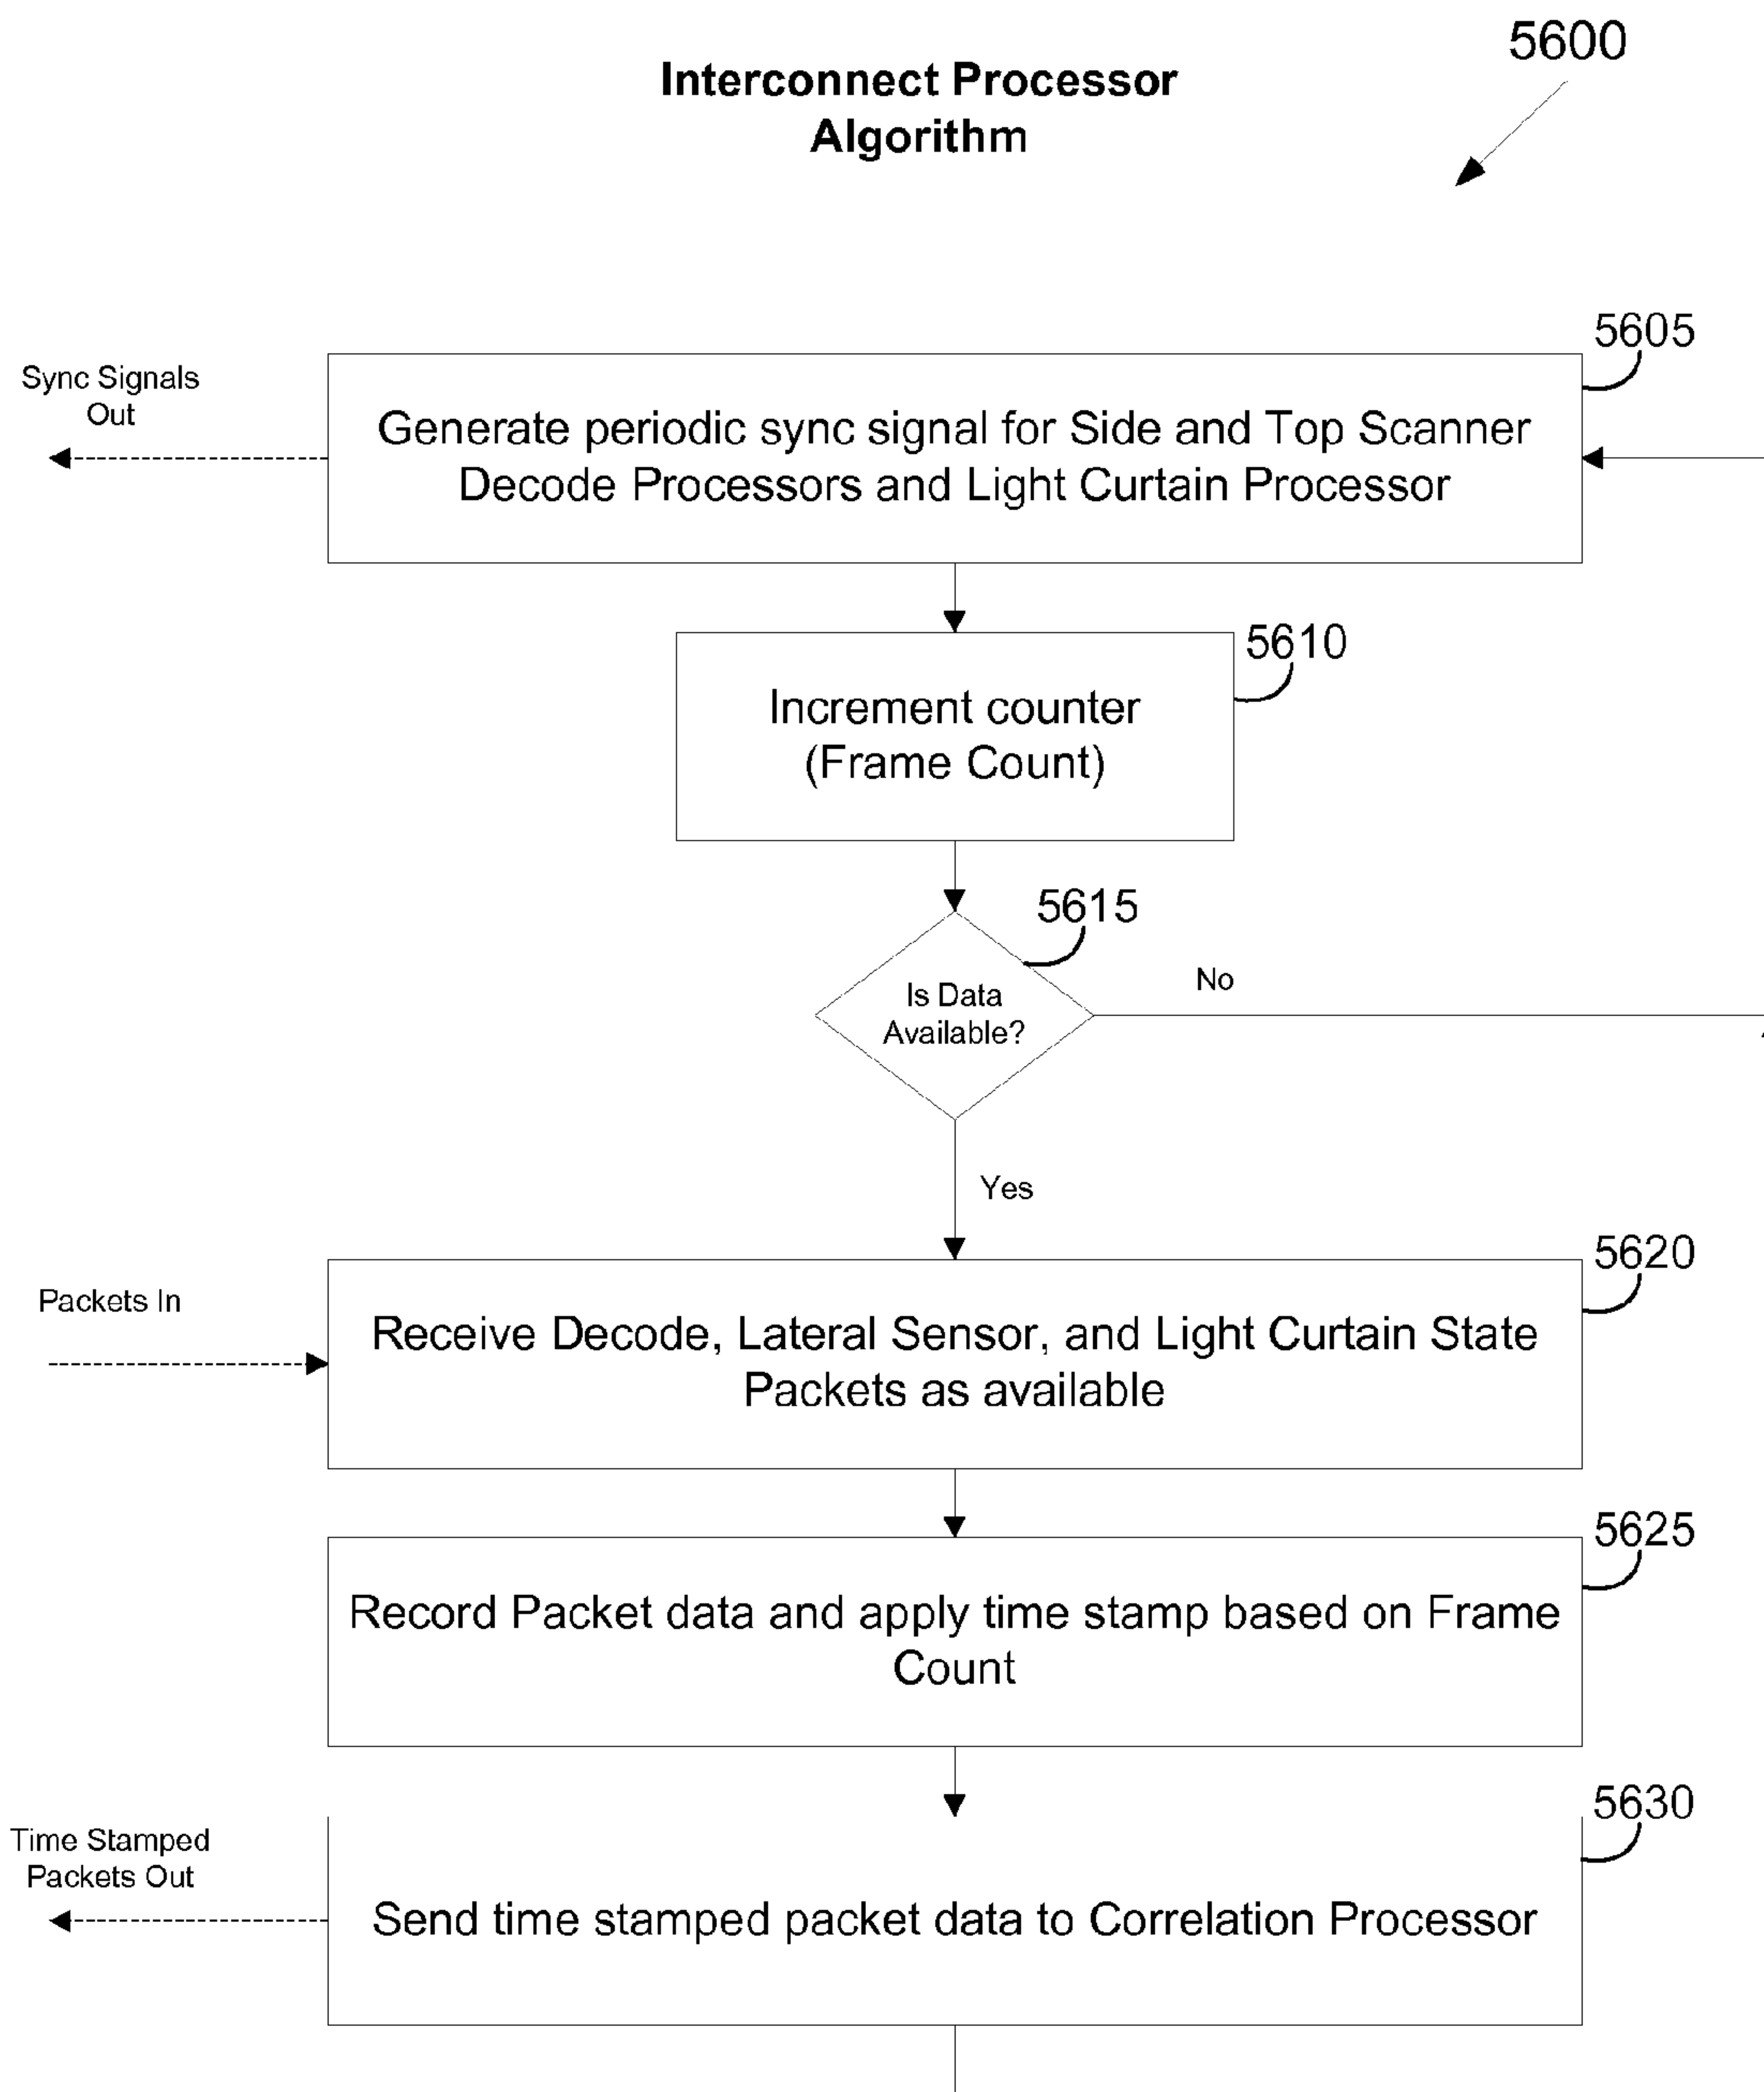 5600
Interconnect Processor
Algorithm
5605
Sync Signals
Out
Generate periodic sync signal for Side and Top Scanner
Decode Processors and Light Curtain Processor
5610
Increment counter
(Frame Count)
5615
Is Data
Available?
No
Yes
5620
Packets In
Receive Decode, Lateral Sensor, and Light Curtain State
Packets as available
5625
Record Packet data and apply time stamp based on Frame
Count
5630
Time Stamped
Packets Out
Send time stamped packet data to Correlation Processor